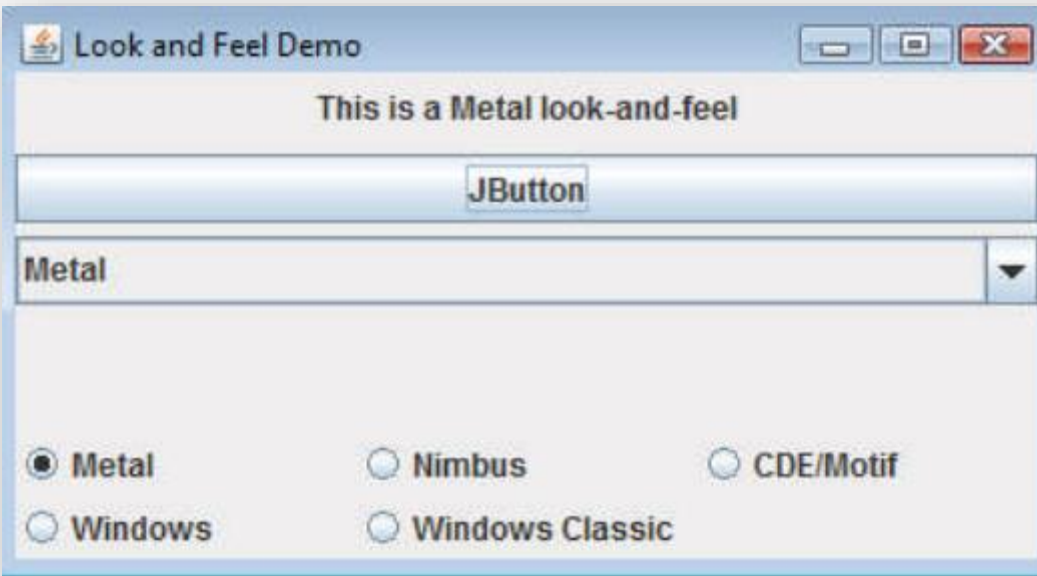 Look and Feel Demo
This is a Metal look-and-feel
JButton
Metal
Metal Nimbus CDE/Motif
Windows Windows Classic